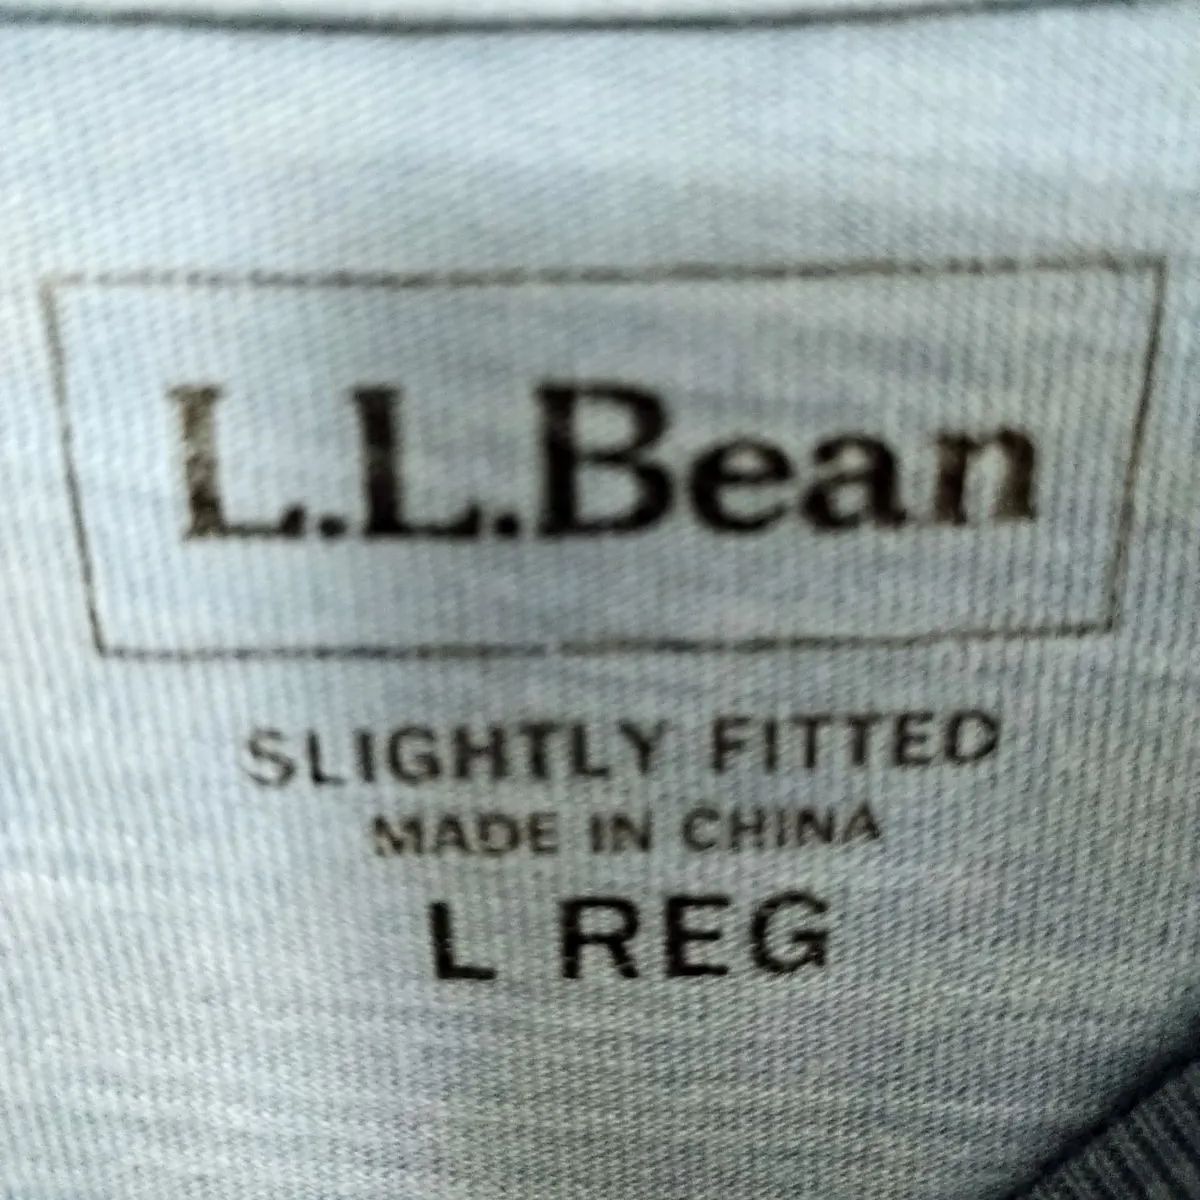 L.L.Bean
SLIGHTLY FITTED
MADE IN CHINA
L REG